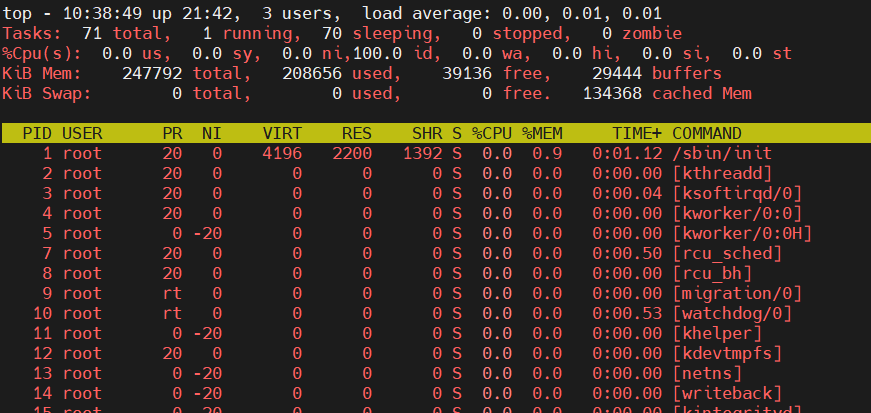 top - 10:38:49 up 21:42,  3 users,  load average: 0.00, 0.01, 0.01
Tasks:  71 total,   1 running,  70 sleeping,   0 stopped,   0 zombie
%Cpu(s):  0.0 us,  0.0 sy,  0.0 ni,100.0 id,  0.0 wa,  0.0 hi,  0.0 si,  0.0 st
KiB Mem:    247792 total,   208656 used,    39136 free,    29444 buffers
KiB Swap:        0 total,        0 used,        0 free.   134368 cached Mem
  PID USER      PR  NI    VIRT    RES    SHR S  %CPU %MEM     TIME+ COMMAND
    1 root      20   0    4196   2200   1392 S   0.0  0.9   0:01.12 /sbin/init
    2 root      20   0       0      0      0 S   0.0  0.0   0:00.00 [kthreadd]
    3 root      20   0       0      0      0 S   0.0  0.0   0:00.04 [ksoftirqd/0]
    4 root      20   0       0      0      0 S   0.0  0.0   0:00.00 [kworker/0:0]
    5 root       0 -20       0      0      0 S   0.0  0.0   0:00.00 [kworker/0:0H]
    7 root      20   0       0      0      0 S   0.0  0.0   0:00.50 [rcu_sched]
    8 root      20   0       0      0      0 S   0.0  0.0   0:00.00 [rcu_bh]
    9 root      rt   0       0      0      0 S   0.0  0.0   0:00.00 [migration/0]
   10 root      rt   0       0      0      0 S   0.0  0.0   0:00.53 [watchdog/0]
   11 root       0 -20       0      0      0 S   0.0  0.0   0:00.00 [khelper]
   12 root      20   0       0      0      0 S   0.0  0.0   0:00.00 [kdevtmpfs]
   13 root       0 -20       0      0      0 S   0.0  0.0   0:00.00 [netns]
   14 root       0 -20       0      0      0 S   0.0  0.0   0:00.00 [writeback]
   15 root       0 -20       0      0      0 S   0.0  0.0   0:00.00 [kintegrityd]